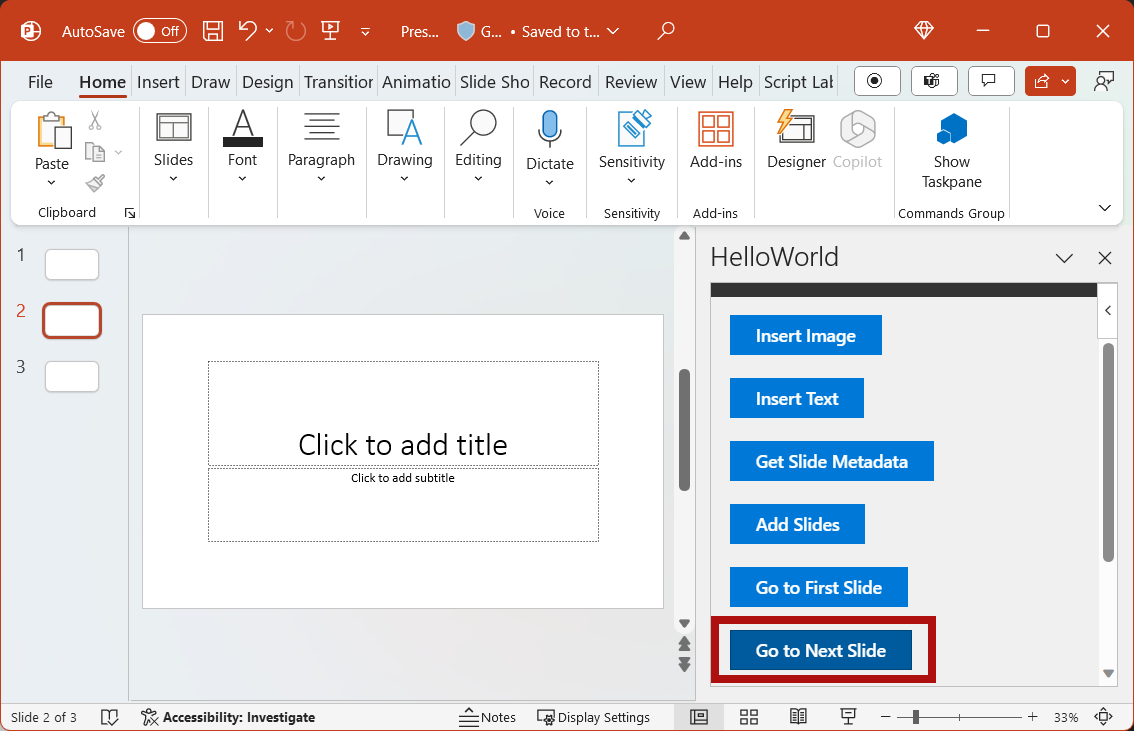 AutoSave Off Pres... G... • Saved to t...
File Home Insert Draw Design Transition Animatio Slide Sho Record Review View Help Script Lab
Paste Slides Font Paragraph Drawing Editing Dictate Sensitivity Add-ins Designer Copilot Show
Taskpane
Clipboard Voice Sensitivity Add-ins Commands Group
1
2
3
Click to add title
Click to add subtitle
HelloWorld
Insert Image
Insert Text
Get Slide Metadata
Add Slides
Go to First Slide
Go to Next Slide
Slide 2 of 3 Accessibility: Investigate Notes Display Settings 33%